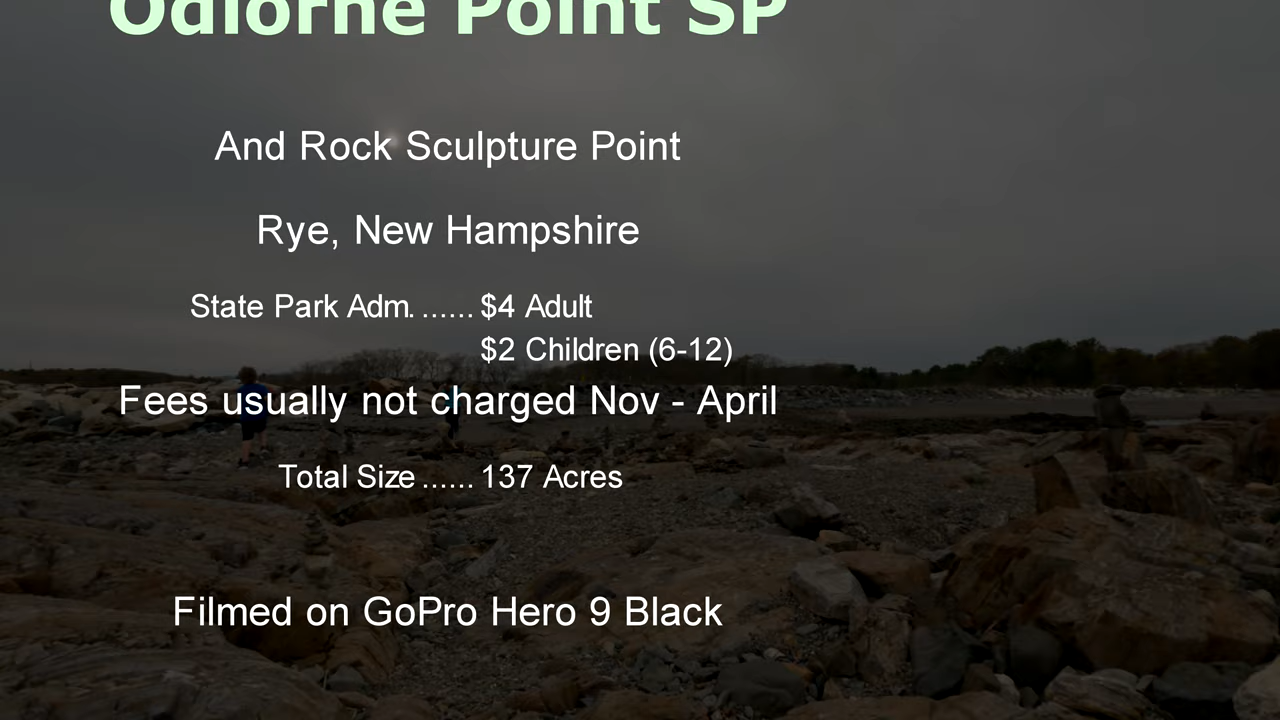 Odiorne Point SP
And Rock Sculpture Point
Rye, New Hampshire
State Park Adm. ...... $4 Adult
$2 Children (6-12)
Fees usually not charged Nov - April
Total Size ...... 137 Acres
Filmed on GoPro Hero 9 Black